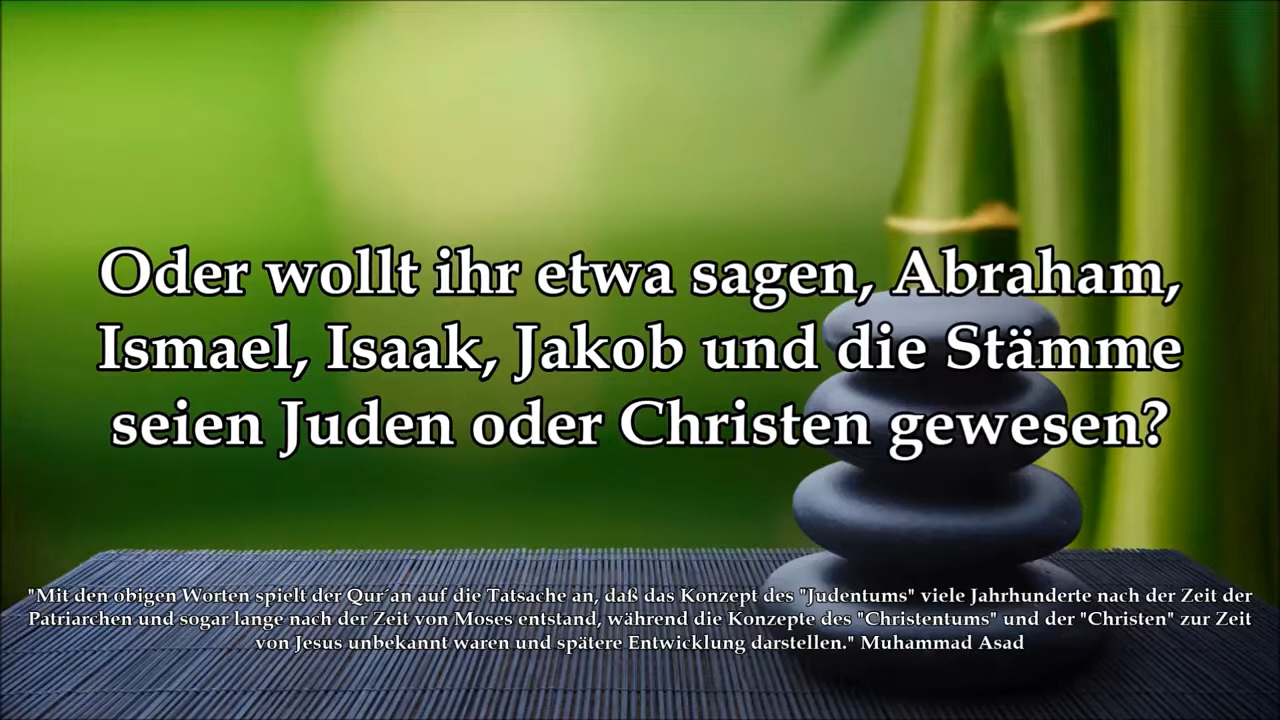 Oder wollt ihr etwa sagen, Abraham,
Ismael, Isaak, Jakob und die Stämme
seien Juden oder Christen gewesen?
"Mit den obigen Worten spielt der Qur´an auf die Tatsache an, daß das Konzept des "Judentums" viele Jahrhunderte nach der Zeit der
Patriarchen und sogar lange nach der Zeit von Moses entstand, während die Konzepte des "Christentums" und der "Christen" zur Zeit
von Jesus unbekannt waren und spätere Entwicklung darstellen." Muhammad Asad